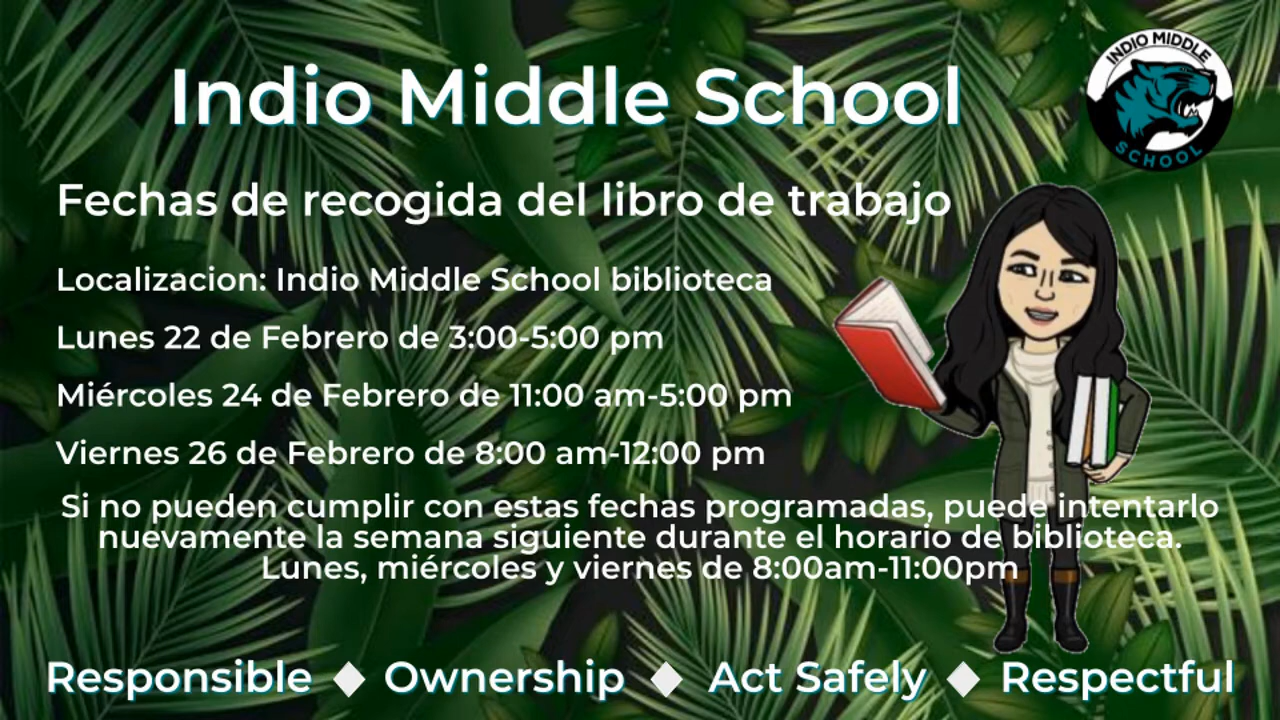 Indio Middle School
INDIO MIDDLE
SCHOOL
Fechas de recogida del libro de trabajo
Localizacion: Indio Middle School biblioteca
Lunes 22 de Febrero de 3:00-5:00 pm
Miércoles 24 de Febrero de 11:00 am-5:00 pm
Viernes 26 de Febrero de 8:00 am-12:00 pm
Si no pueden cumplir con estas fechas programadas, puede intentarlo
nuevamente la semana siguiente durante el horario de biblioteca.
Lunes, miércoles y viernes de 8:00am-11:00pm
Responsible ◆ Ownership ◆ Act Safely ◆ Respectful